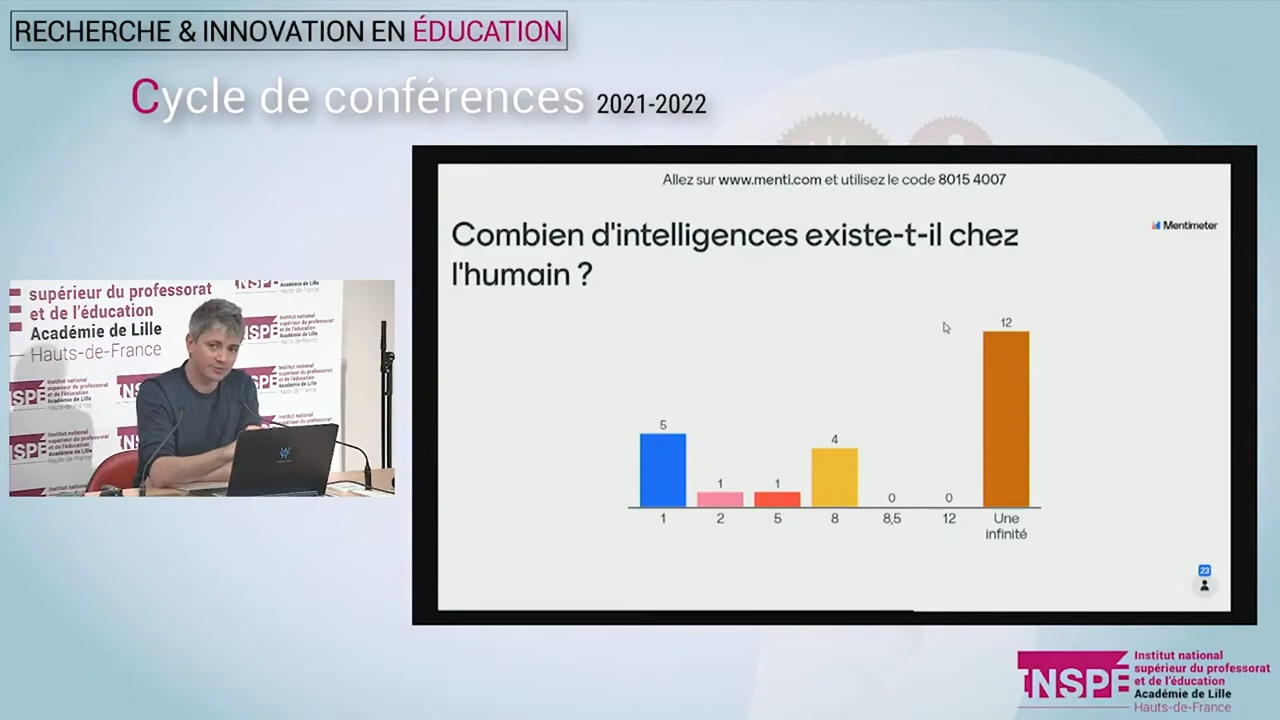 RECHERCHE & INNOVATION EN ÉDUCATION
Cycle de conférences 2021-2022
Allez sur www.menti.com et utilisez le code 8015 4007
Mentimeter
Combien d'intelligences existe-t-il chez
l'humain ?
5
1
1
4
0
0
12
1
2
5
8
8,5
12
Une
infinité
23
supérieur du professorat
et de l'éducation
Académie de Lille
Hauts-de-France
INSPÉ
Institut national
supérieur du professorat
et de l'éducation
Académie de Lille
Hauts-de-France